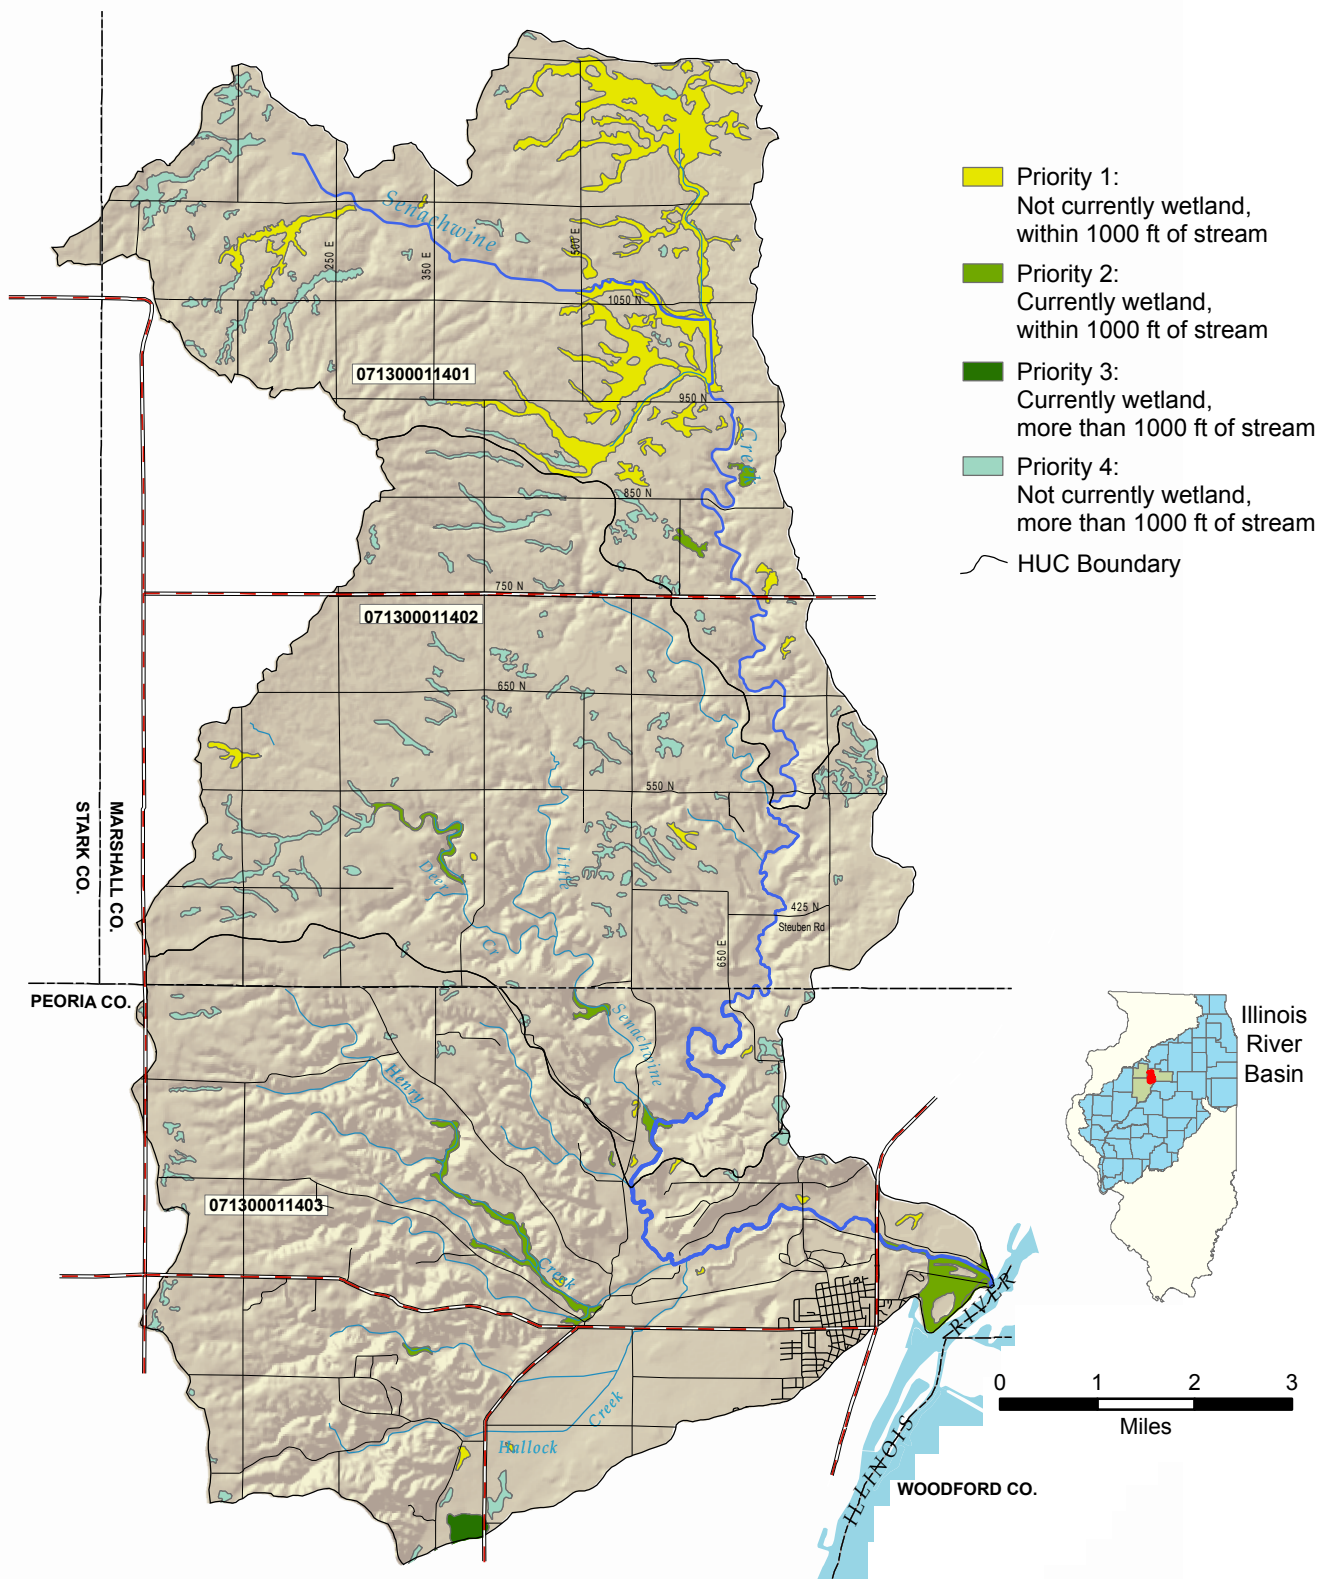 Priority 1:
Not currently wetland,
within 1000 ft of stream
Priority 2:
Currently wetland,
within 1000 ft of stream
Priority 3:
Currently wetland,
more than 1000 ft of stream
Priority 4:
Not currently wetland,
more than 1000 ft of stream
HUC Boundary
Senachwine
Creek
250 E
350 E
500 E
1050 N
071300011401
950 N
850 N
750 N
071300011402
650 N
550 N
STARK CO.
MARSHALL CO.
Deer
Cr
Little
Senachwine
425 N
Steuben Rd
650 E
PEORIA CO.
Henry
Creek
071300011403
Hallock
Creek
ILLINOIS
RIVER
WOODFORD CO.
Illinois
River
Basin
0 1 2 3
Miles